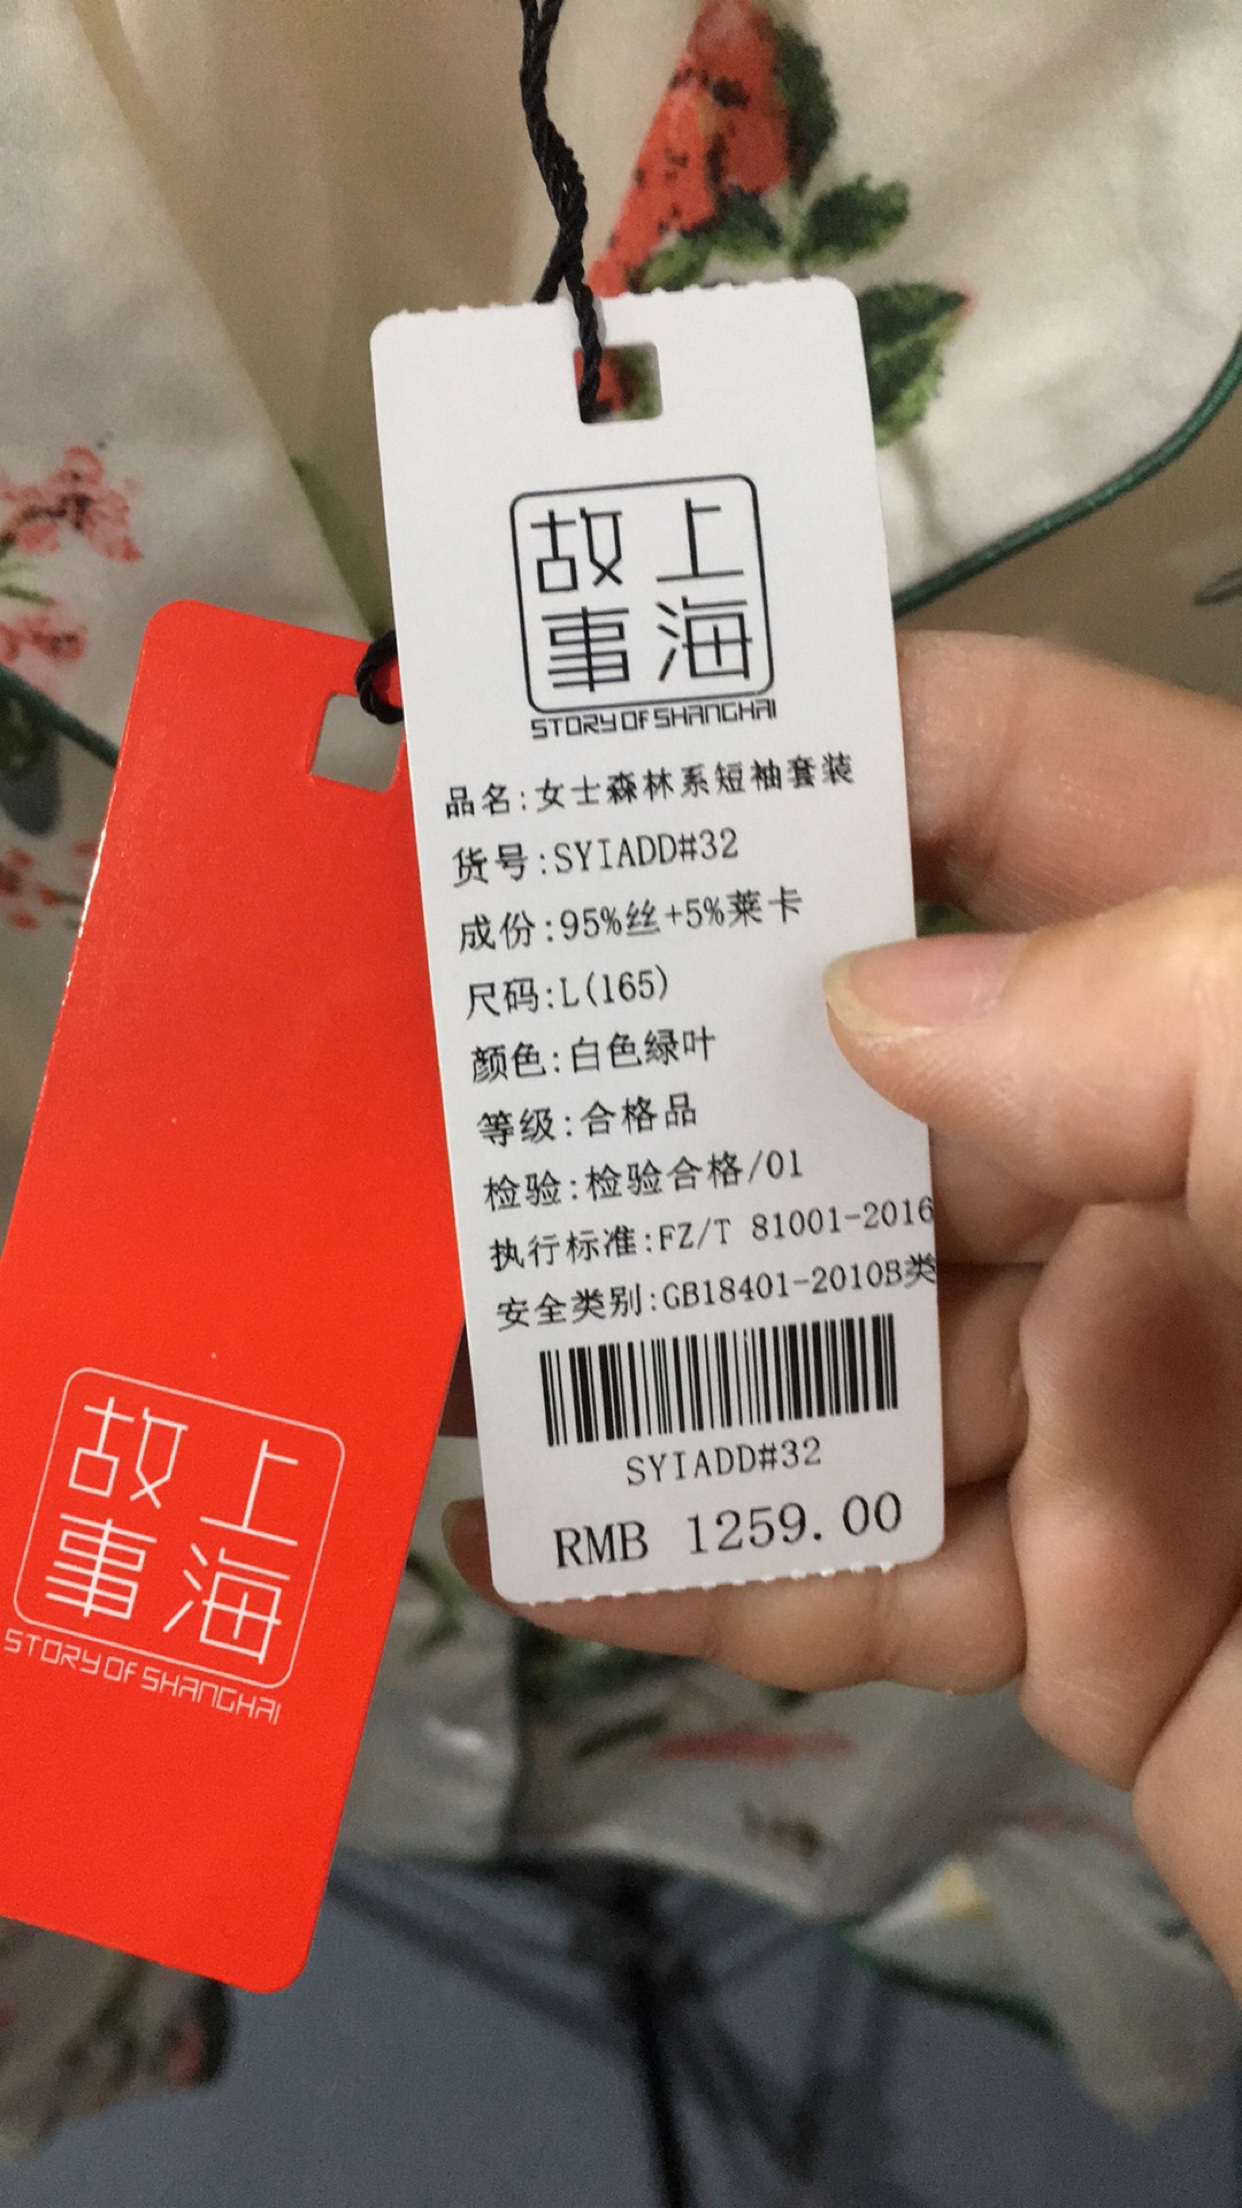 上海
故事
STORY OF SHANGHAI
品名:女士森林系短袖套装
货号:SYIADD#32
成份:95%丝+5%莱卡
尺码:L(165)
颜色:白色绿叶
等级:合格品
检验:检验合格/01
执行标准:FZ/T 81001-2016
安全类别:GB18401-2010B类
SYIADD#32
RMB 1259.00
上海
故事
STORY OF SHANGHAI